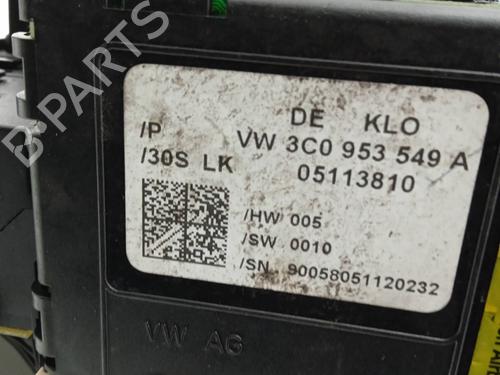 B-PARTS
DE KLO
/P VW 3C0 953 549 A
/30S LK 05113810
/HW 005
/SW 0010
/SN 90058051120232
VW AG